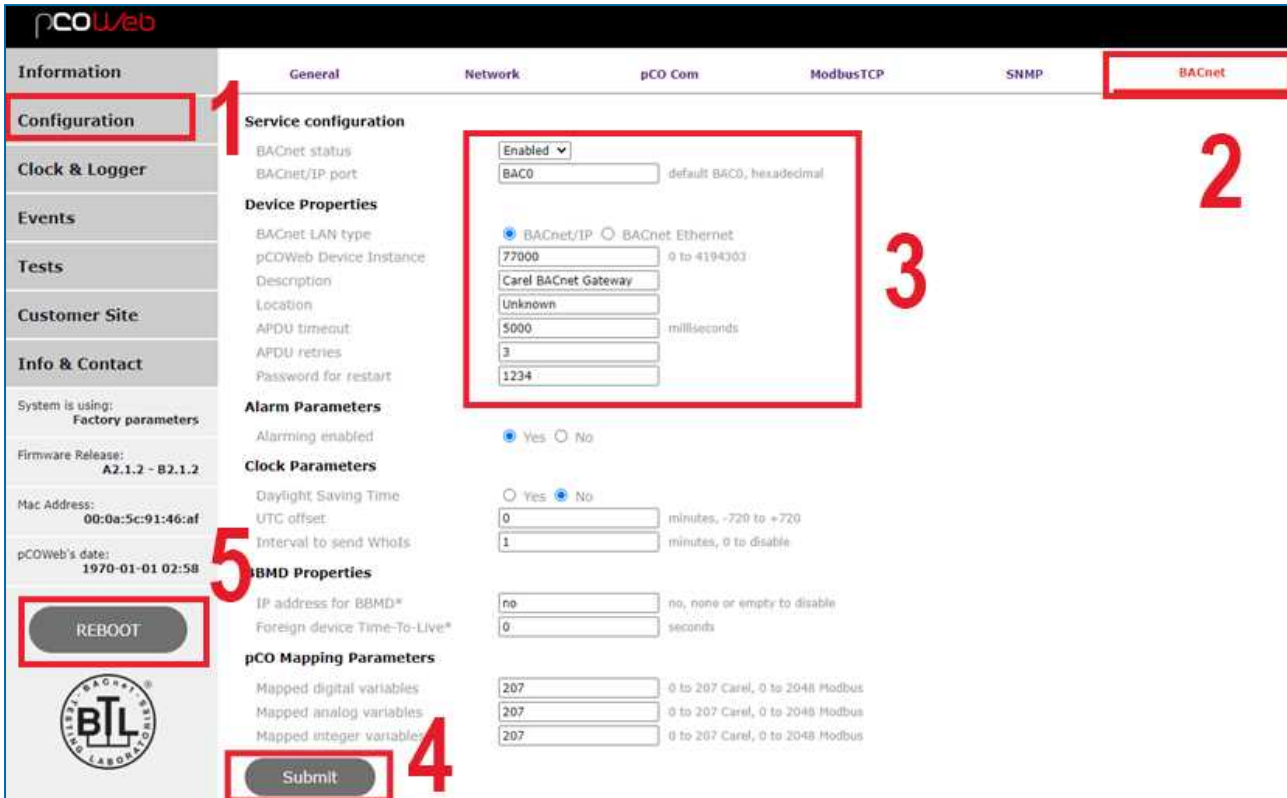 pCOWeb
Information
Configuration
Clock & Logger
Events
Tests
Customer Site
Info & Contact
System is using:
Factory parameters
Firmware Release:
A2.1.2 - B2.1.2
Mac Address:
00:0a:5c:91:46:af
pCOWeb's date:
1970-01-01 02:58
REBOOT
BACnet®
TESTING LABORATORIES
BTL
General Network pCO Com ModbusTCP SNMP BACnet
1
2
3
4
5
Service configuration
BACnet status Enabled
BACnet/IP port BAC0 default BAC0, hexadecimal
Device Properties
BACnet LAN type BACnet/IP BACnet Ethernet
pCOWeb Device Instance 77000 0 to 4194303
Description Carel BACnet Gateway
Location Unknown
APDU timeout 5000 milliseconds
APDU retries 3
Password for restart 1234
Alarm Parameters
Alarming enabled Yes No
Clock Parameters
Daylight Saving Time Yes No
UTC offset 0 minutes, -720 to +720
Interval to send WhoIs 1 minutes, 0 to disable
BBMD Properties
IP address for BBMD* no no, none or empty to disable
Foreign device Time-To-Live* 0 seconds
pCO Mapping Parameters
Mapped digital variables 207 0 to 207 Carel, 0 to 2048 Modbus
Mapped analog variables 207 0 to 207 Carel, 0 to 2048 Modbus
Mapped integer variables 207 0 to 207 Carel, 0 to 2048 Modbus
Submit